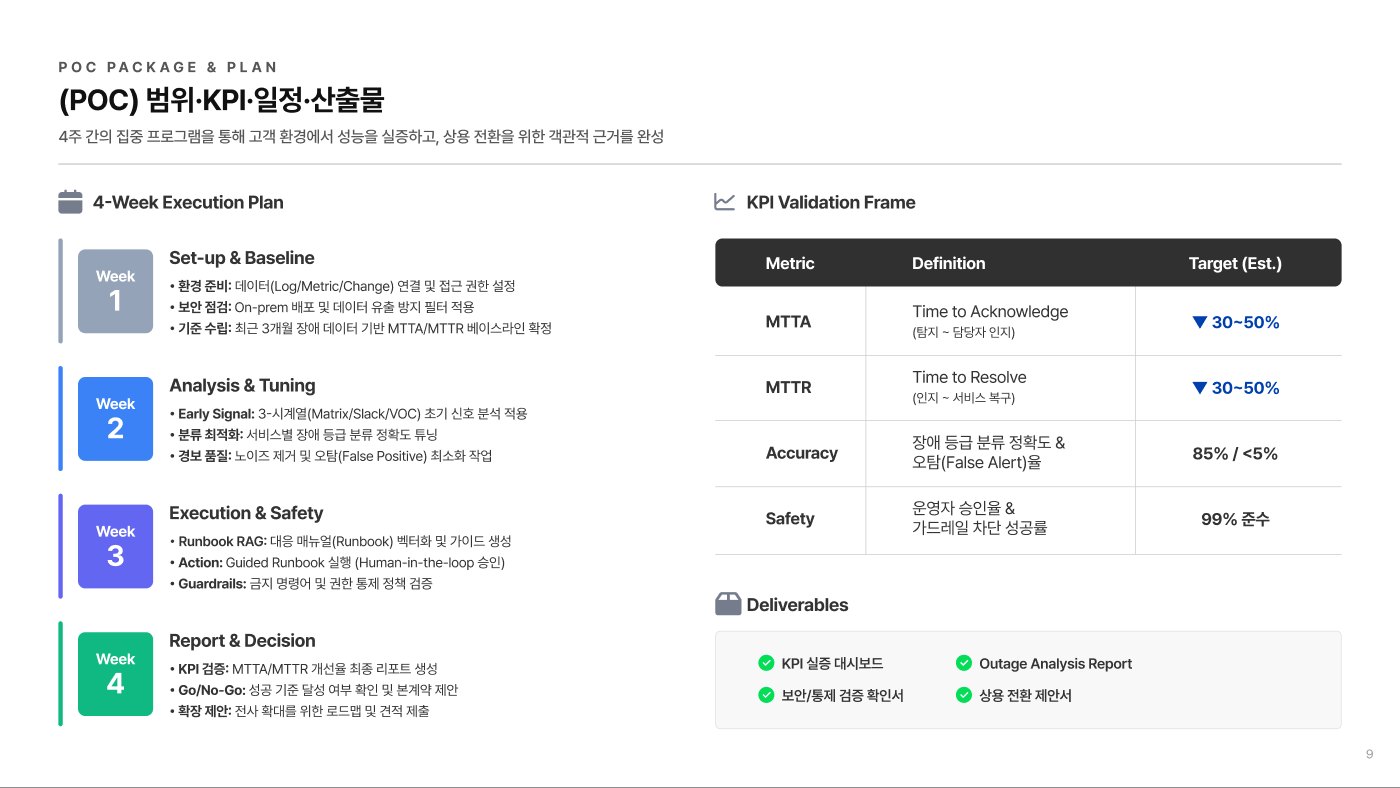 POC PACKAGE & PLAN
(POC) 범위·KPI·일정·산출물
4주 간의 집중 프로그램을 통해 고객 환경에서 성능을 실증하고, 상용 전환을 위한 객관적 근거를 완성
4-Week Execution Plan
Week
1
Set-up & Baseline
• 환경 준비: 데이터(Log/Metric/Change) 연결 및 접근 권한 설정
• 보안 점검: On-prem 배포 및 데이터 유출 방지 필터 적용
• 기준 수립: 최근 3개월 장애 데이터 기반 MTTA/MTTR 베이스라인 확정
Week
2
Analysis & Tuning
• Early Signal: 3-시계열(Matrix/Slack/VOC) 초기 신호 분석 적용
• 분류 최적화: 서비스별 장애 등급 분류 정확도 튜닝
• 경보 품질: 노이즈 제거 및 오탐(False Positive) 최소화 작업
Week
3
Execution & Safety
• Runbook RAG: 대응 매뉴얼(Runbook) 벡터화 및 가이드 생성
• Action: Guided Runbook 실행 (Human-in-the-loop 승인)
• Guardrails: 금지 명령어 및 권한 통제 정책 검증
Week
4
Report & Decision
• KPI 검증: MTTA/MTTR 개선율 최종 리포트 생성
• Go/No-Go: 성공 기준 달성 여부 확인 및 본계약 제안
• 확장 제안: 전사 확대를 위한 로드맵 및 견적 제출
KPI Validation Frame
Metric Definition Target (Est.)
MTTA Time to Acknowledge ▼ 30~50%
(탐지 ~ 담당자 인지)
MTTR Time to Resolve ▼ 30~50%
(인지 ~ 서비스 복구)
Accuracy 장애 등급 분류 정확도 & 85% / <5%
오탐(False Alert)율
Safety 운영자 승인율 & 99% 준수
가드레일 차단 성공률
Deliverables
KPI 실증 대시보드 Outage Analysis Report
보안/통제 검증 확인서 상용 전환 제안서
9